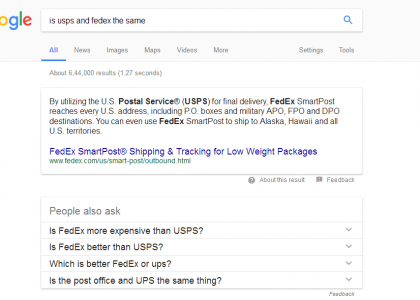 ogle
is usps and fedex the same
All News Images Maps Videos More Settings Tools
About 6,44,000 results (1.27 seconds)
By utilizing the U.S. Postal Service® (USPS) for final delivery, FedEx SmartPost
reaches every U.S. address, including P.O. boxes and military APO, FPO and DPO
destinations. You can even use FedEx SmartPost to ship to Alaska, Hawaii and all
U.S. territories.
FedEx SmartPost® Shipping & Tracking for Low Weight Packages
www.fedex.com/us/smart-post/outbound.html
About this result Feedback
People also ask
Is FedEx more expensive than USPS?
Is FedEx better than USPS?
Which is better FedEx or ups?
Is the post office and UPS the same thing?
Feedback